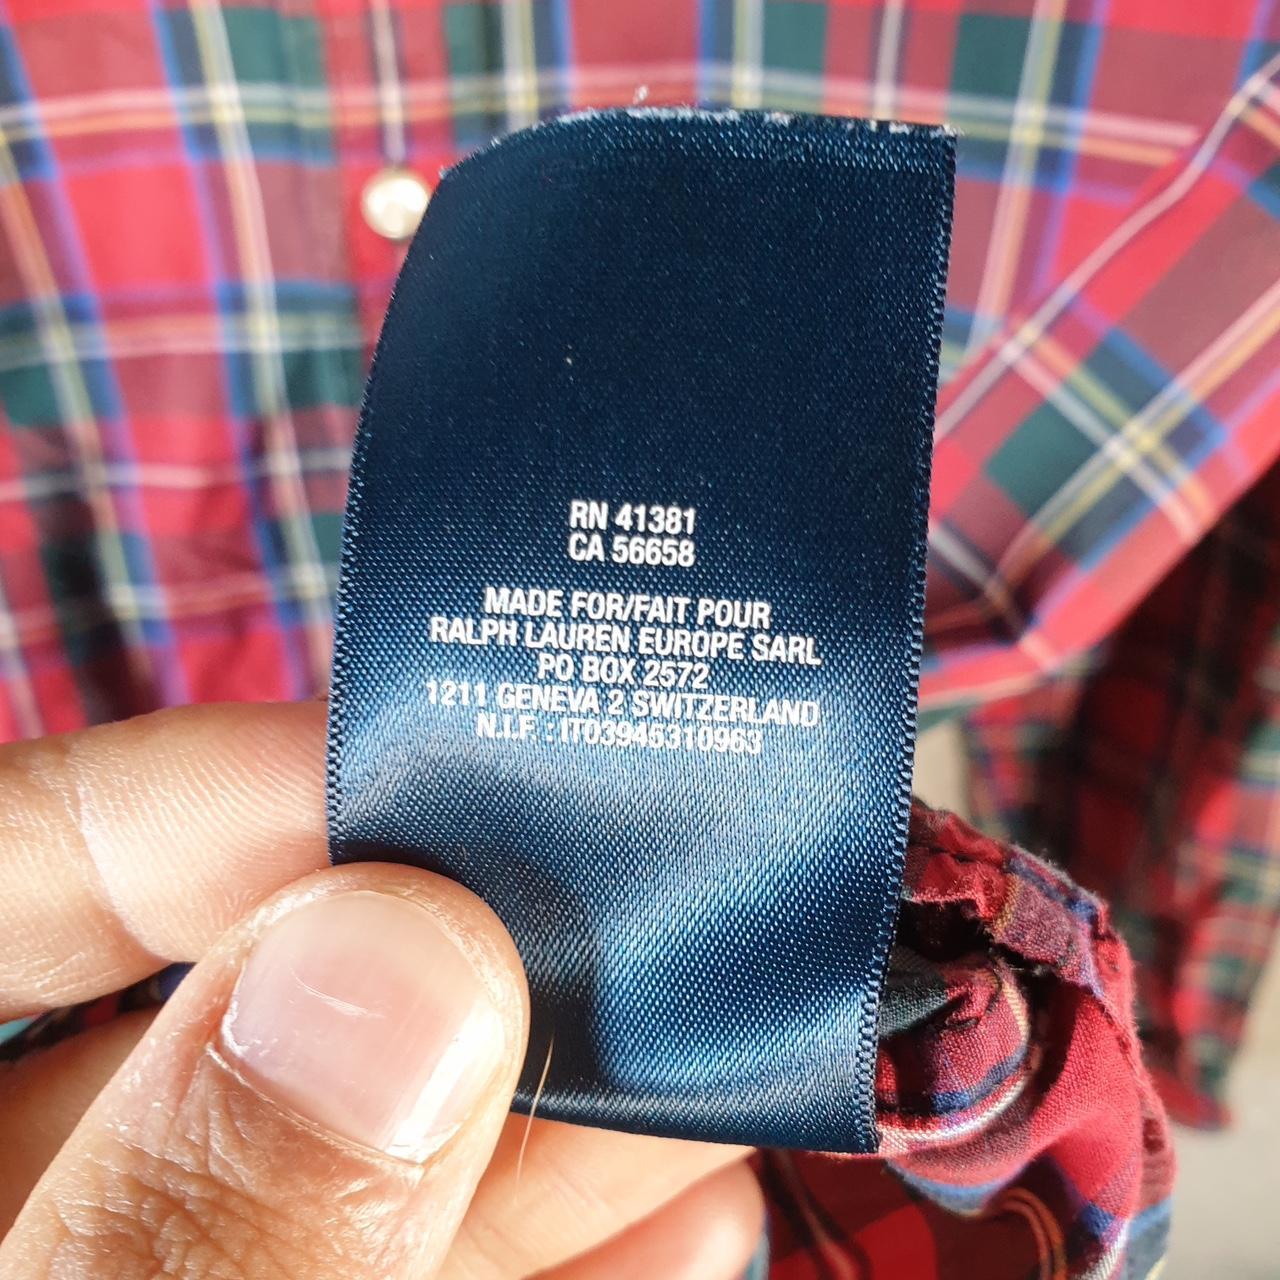 RN 41381
CA 56658
MADE FOR/FAIT POUR
RALPH LAUREN EUROPE SARL
PO BOX 2572
1211 GENEVA 2 SWITZERLAND
N.I.F. : IT03946310963